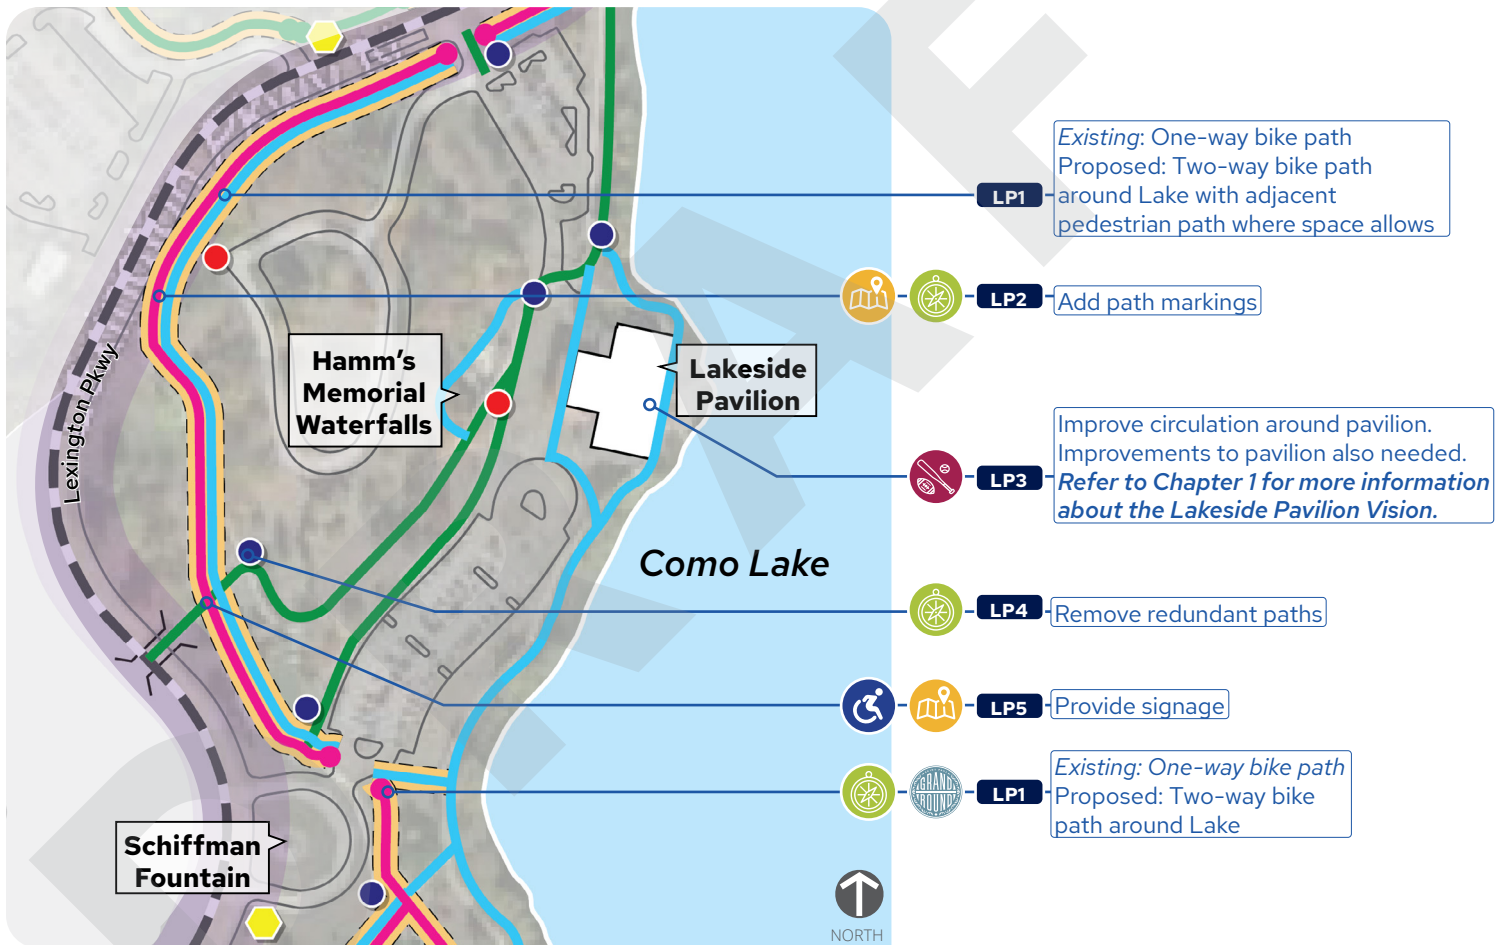 Existing: One-way bike path
Proposed: Two-way bike path
around Lake with adjacent
pedestrian path where space allows
LP1
LP2
Add path markings
Hamm's
Memorial
Waterfalls
Lakeside
Pavilion
Lexington Pkwy
Improve circulation around pavilion.
Improvements to pavilion also needed.
Refer to Chapter 1 for more information
about the Lakeside Pavilion Vision.
LP3
Como Lake
LP4
Remove redundant paths
LP5
Provide signage
Existing: One-way bike path
Proposed: Two-way bike
path around Lake
GRAND
ROUND
LP1
Schiffman
Fountain
NORTH
DRAFT